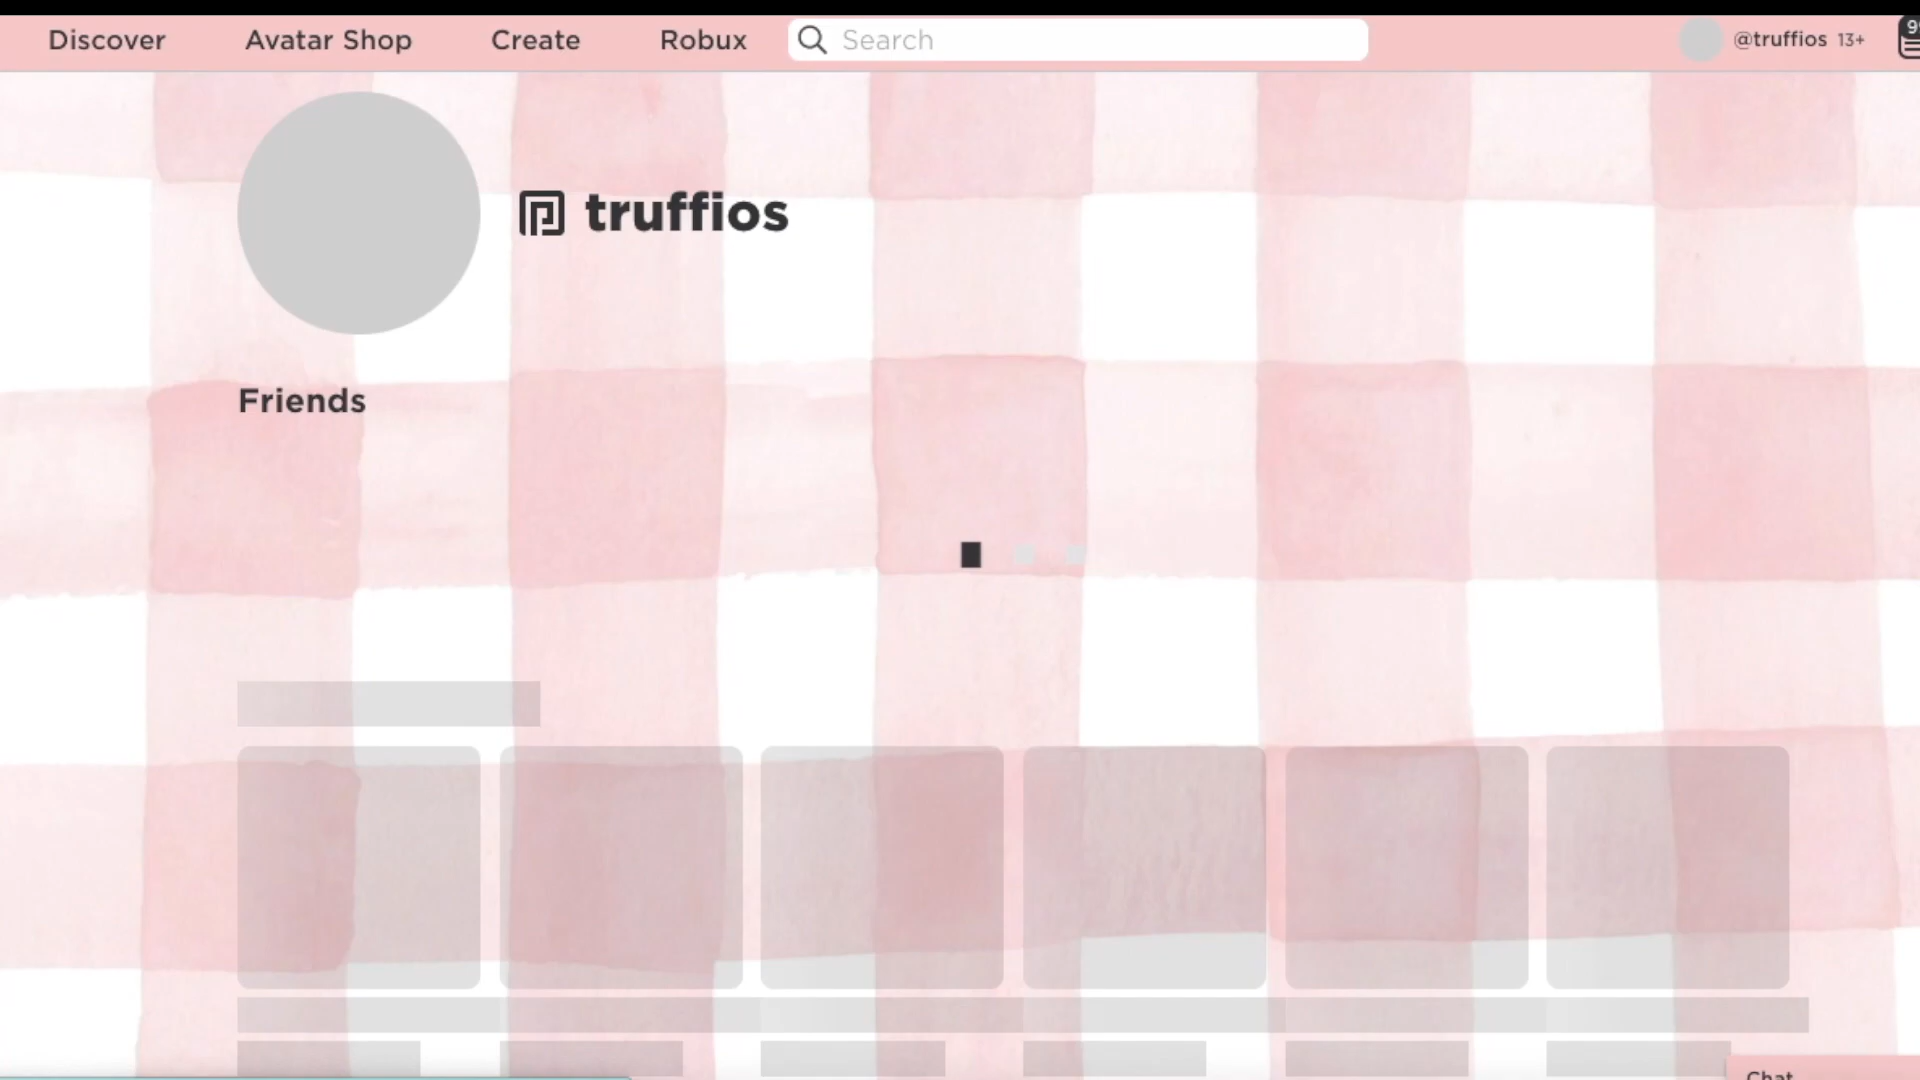 Discover Avatar Shop Create Robux Search @truffios 13+
truffios
Friends
Chat